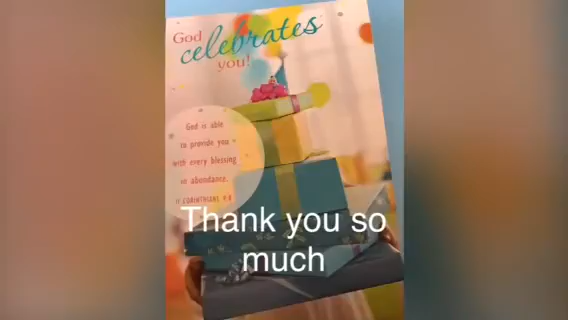 God
celebrates
you!
God is able
to provide you
with every blessing
in abundance.
II CORINTHIANS 9:8
Thank you so
much